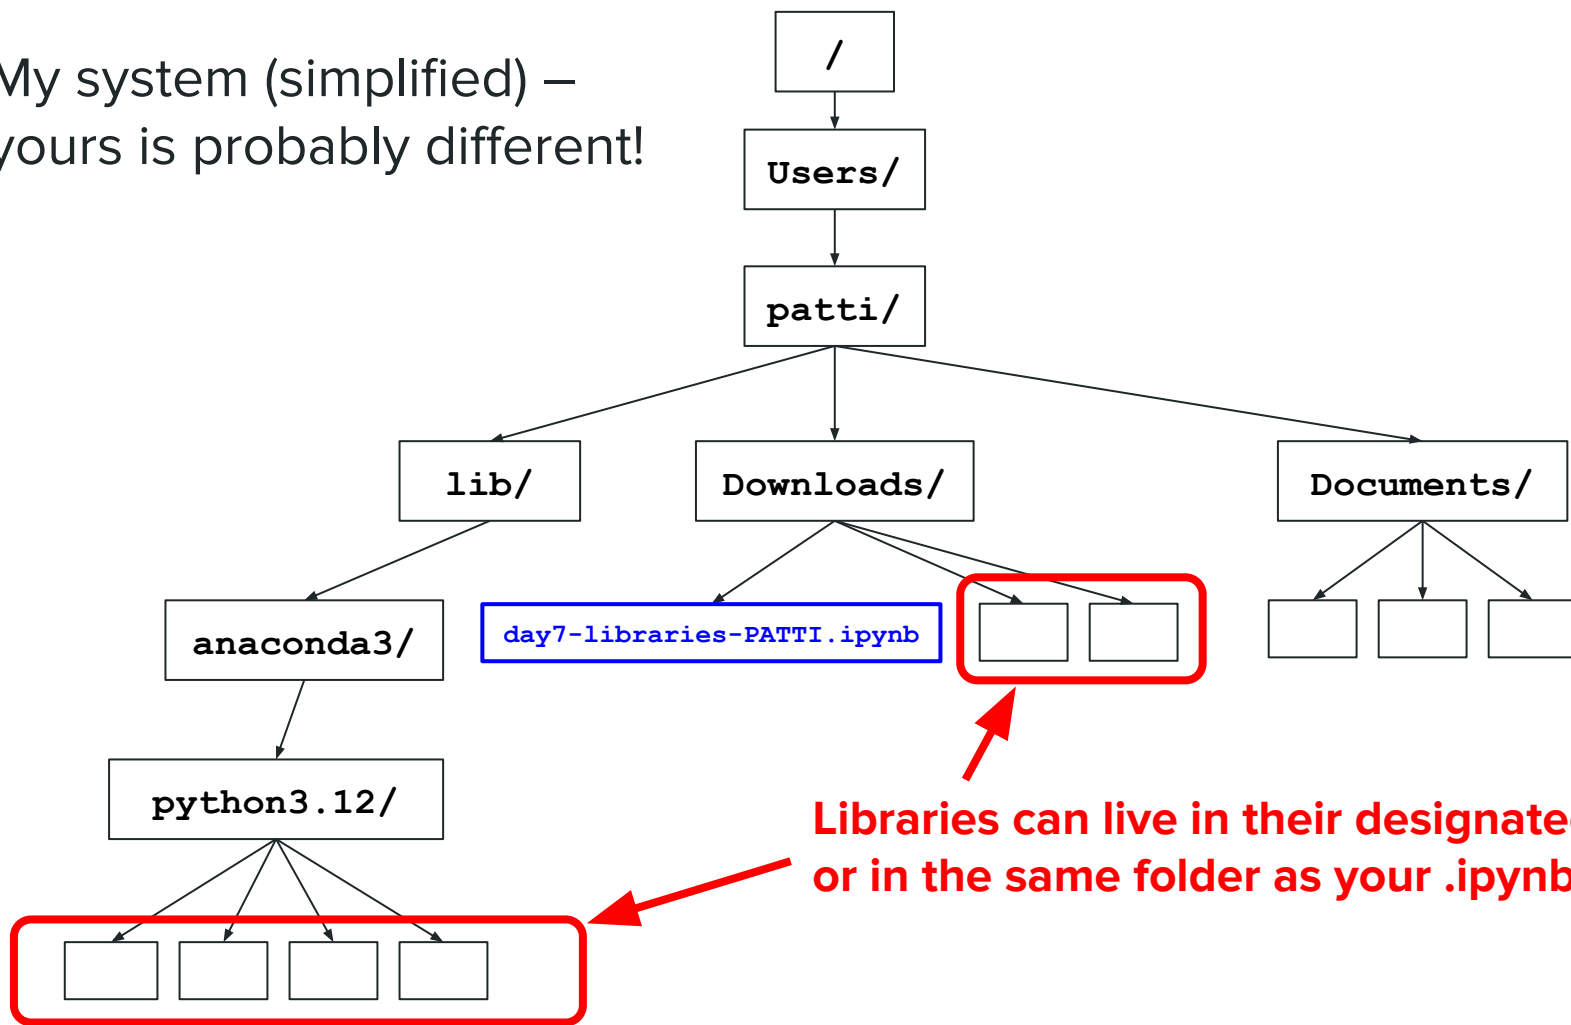 My system (simplified) –
yours is probably different!
/
Users/
patti/
lib/
Downloads/
Documents/
anaconda3/
day7-libraries-PATTI.ipynb
python3.12/
Libraries can live in their designated
or in the same folder as your .ipynb